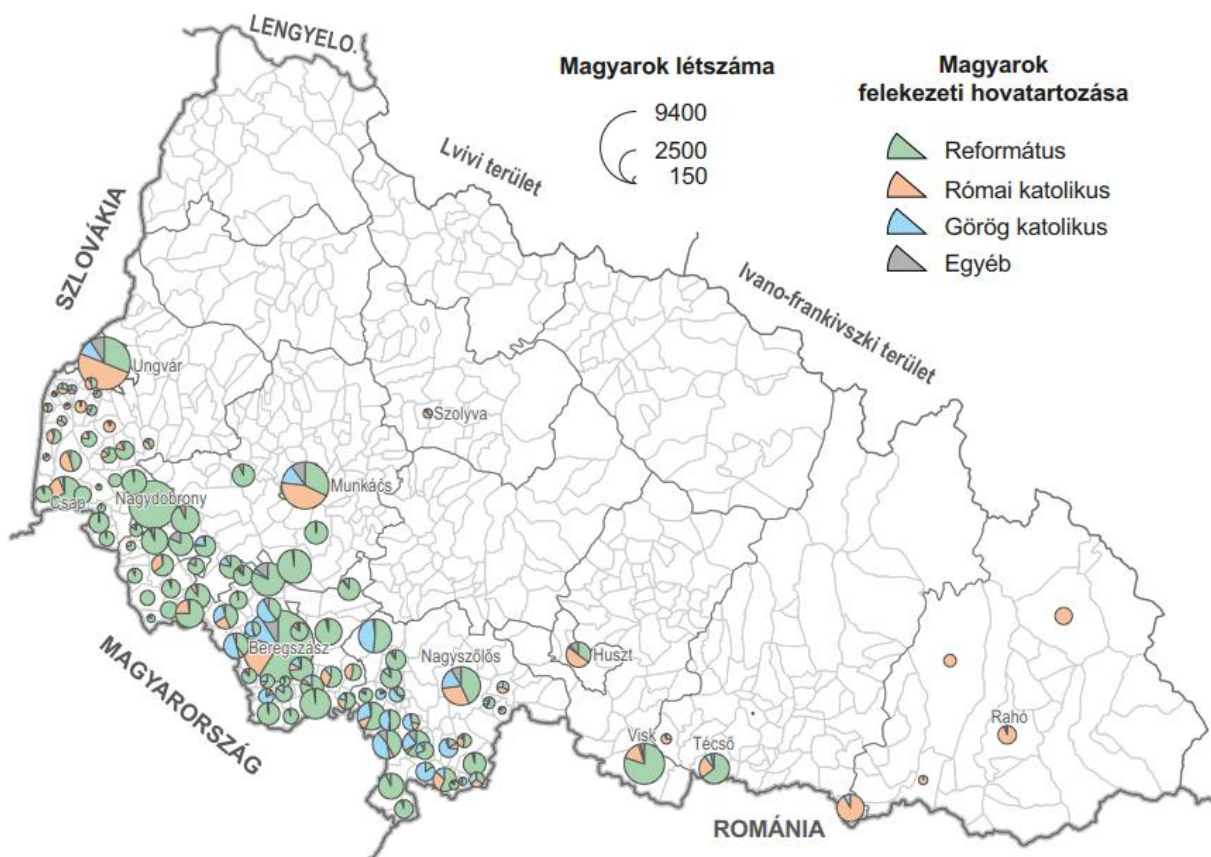 LENGYELO.
Magyarok létszáma
9400
2500
150
Magyarok
felekezeti hovatartozása
Református
Római katolikus
Görög katolikus
Egyéb
Lvivi terület
SZLOVÁKIA
Ivano-frankivszki terület
Ungvár
Szolyva
Munkács
Nagydobrony
Csap
Beregszász
Nagyszőlős
Huszt
MAGYARORSZÁG
Visk
Técső
Rahó
ROMÁNIA